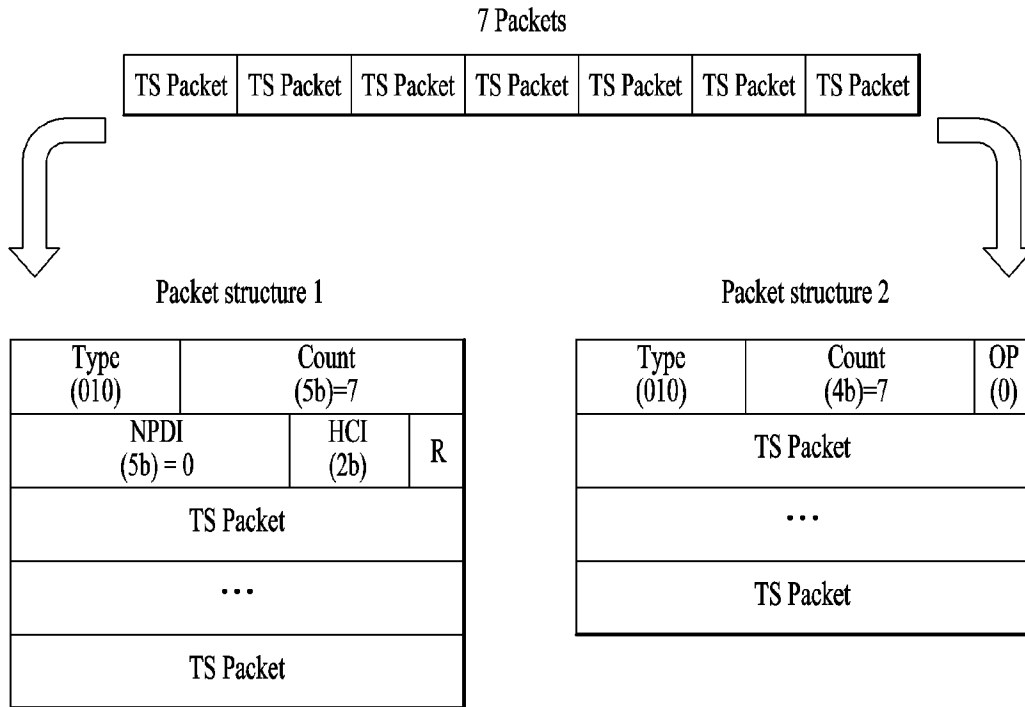 7 Packets
TS Packet TS Packet TS Packet TS Packet TS Packet TS Packet TS Packet
Packet structure 1
Type
(010)
Count
(5b)=7
NPDI
(5b) = 0
HCI
(2b)
R
TS Packet
...
TS Packet
Packet structure 2
Type
(010)
Count
(4b)=7
OP
(0)
TS Packet
...
TS Packet